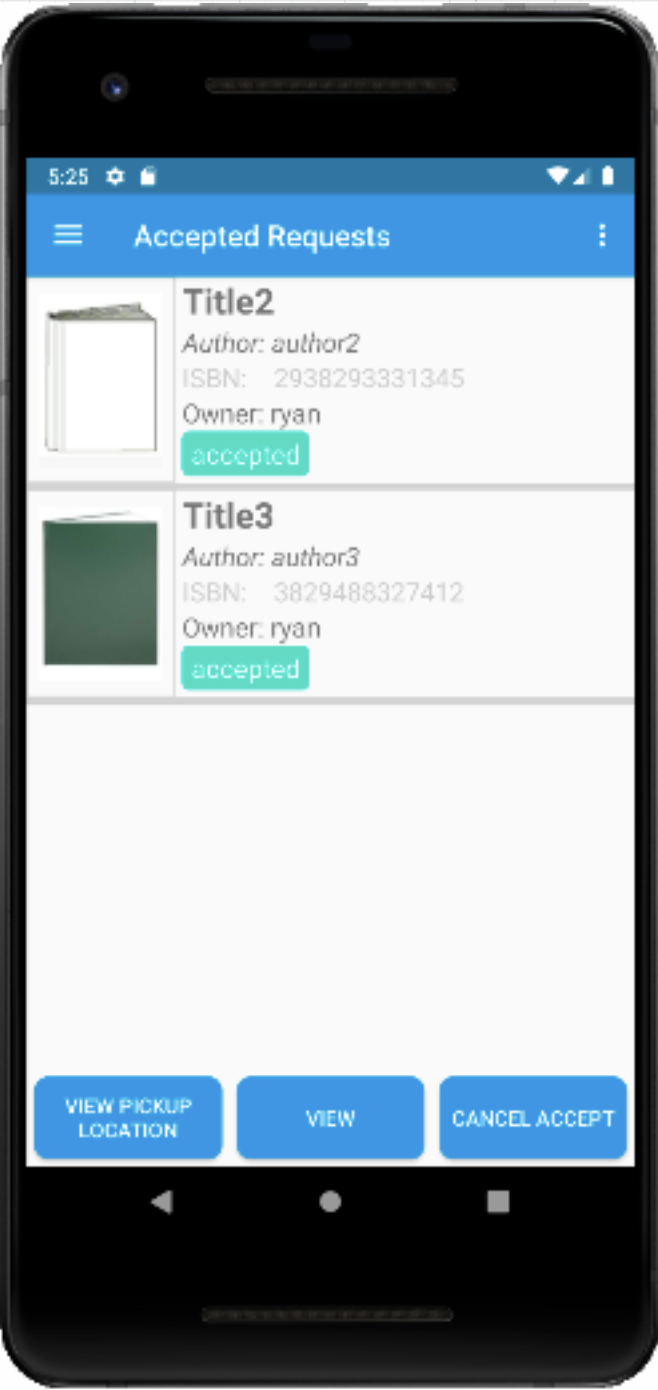 5:25
Accepted Requests
Title2
Author: author2
ISBN: 2938293331345
Owner: ryan
accepted
Title3
Author: author3
ISBN: 3829488327412
Owner: ryan
accepted
VIEW PICKUP
LOCATION
VIEW
CANCEL ACCEPT